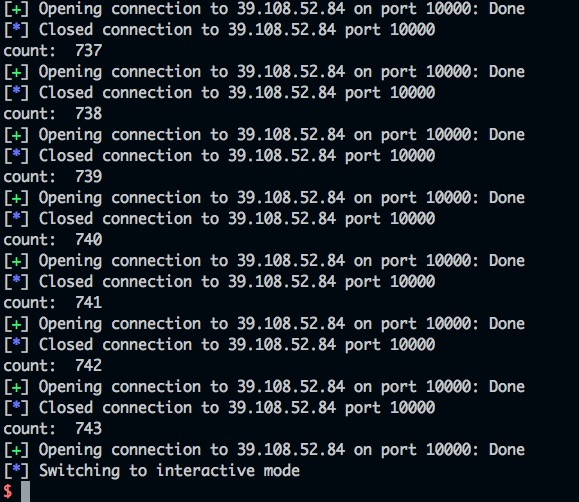 [+] Opening connection to 39.108.52.84 on port 10000: Done
[*] Closed connection to 39.108.52.84 port 10000
count:  737
[+] Opening connection to 39.108.52.84 on port 10000: Done
[*] Closed connection to 39.108.52.84 port 10000
count:  738
[+] Opening connection to 39.108.52.84 on port 10000: Done
[*] Closed connection to 39.108.52.84 port 10000
count:  739
[+] Opening connection to 39.108.52.84 on port 10000: Done
[*] Closed connection to 39.108.52.84 port 10000
count:  740
[+] Opening connection to 39.108.52.84 on port 10000: Done
[*] Closed connection to 39.108.52.84 port 10000
count:  741
[+] Opening connection to 39.108.52.84 on port 10000: Done
[*] Closed connection to 39.108.52.84 port 10000
count:  742
[+] Opening connection to 39.108.52.84 on port 10000: Done
[*] Closed connection to 39.108.52.84 port 10000
count:  743
[+] Opening connection to 39.108.52.84 on port 10000: Done
[*] Switching to interactive mode
$